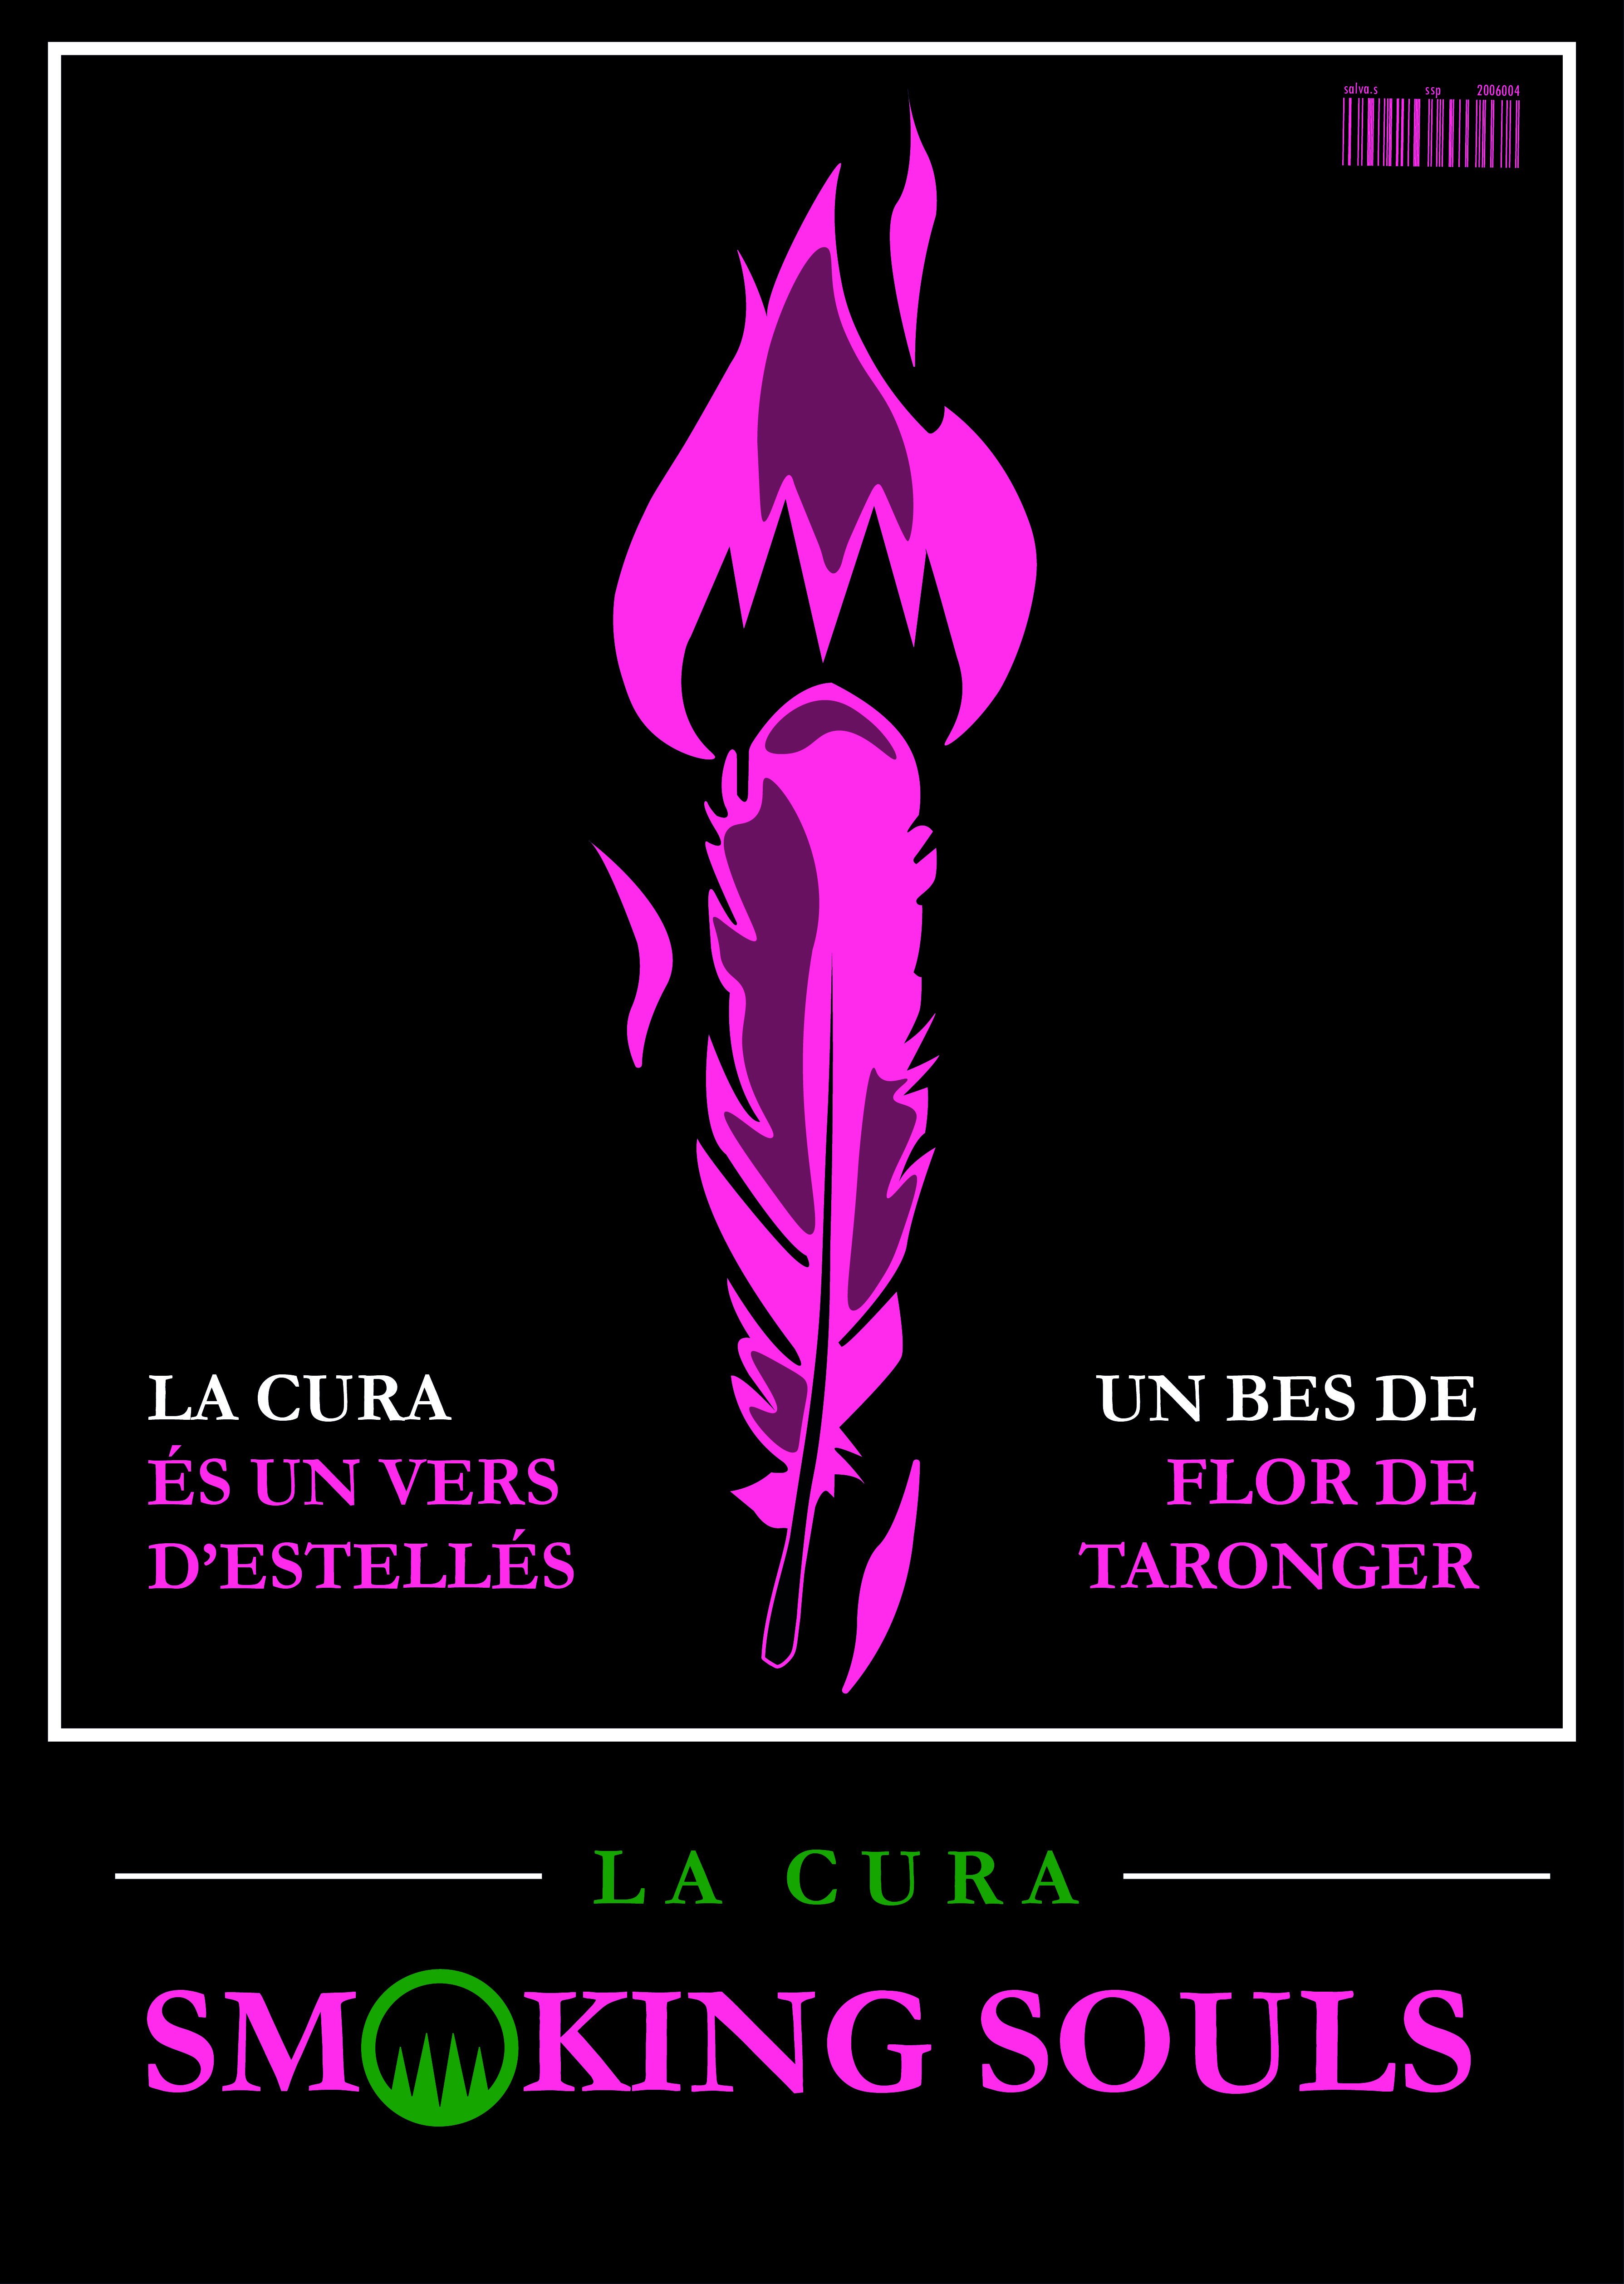 salva.s ssp 2006004
LA CURA
ÉS UN VERS
D’ESTELLÉS
UN BES DE
FLOR DE
TARONGER
LA CURA
SMOKING SOULS